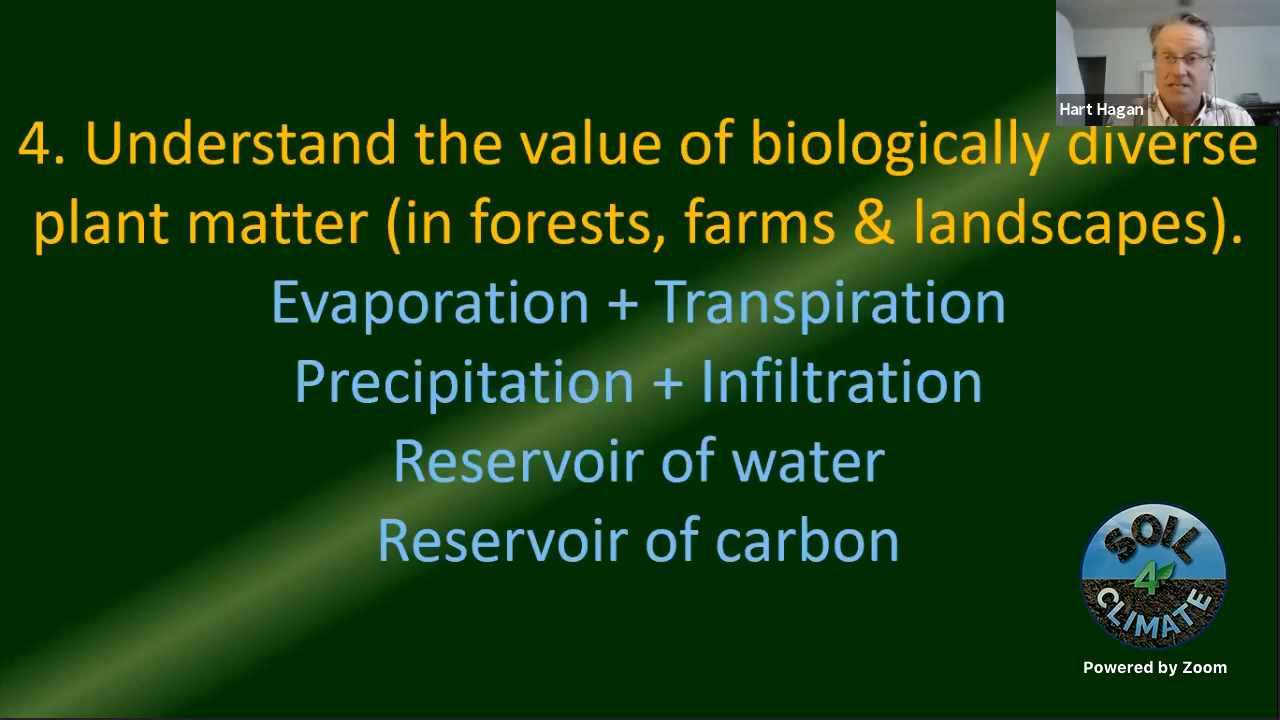 Hart Hagan
4. Understand the value of biologically diverse
plant matter (in forests, farms & landscapes).
Evaporation + Transpiration
Precipitation + Infiltration
Reservoir of water
Reservoir of carbon
SOIL
4
CLIMATE
Powered by Zoom